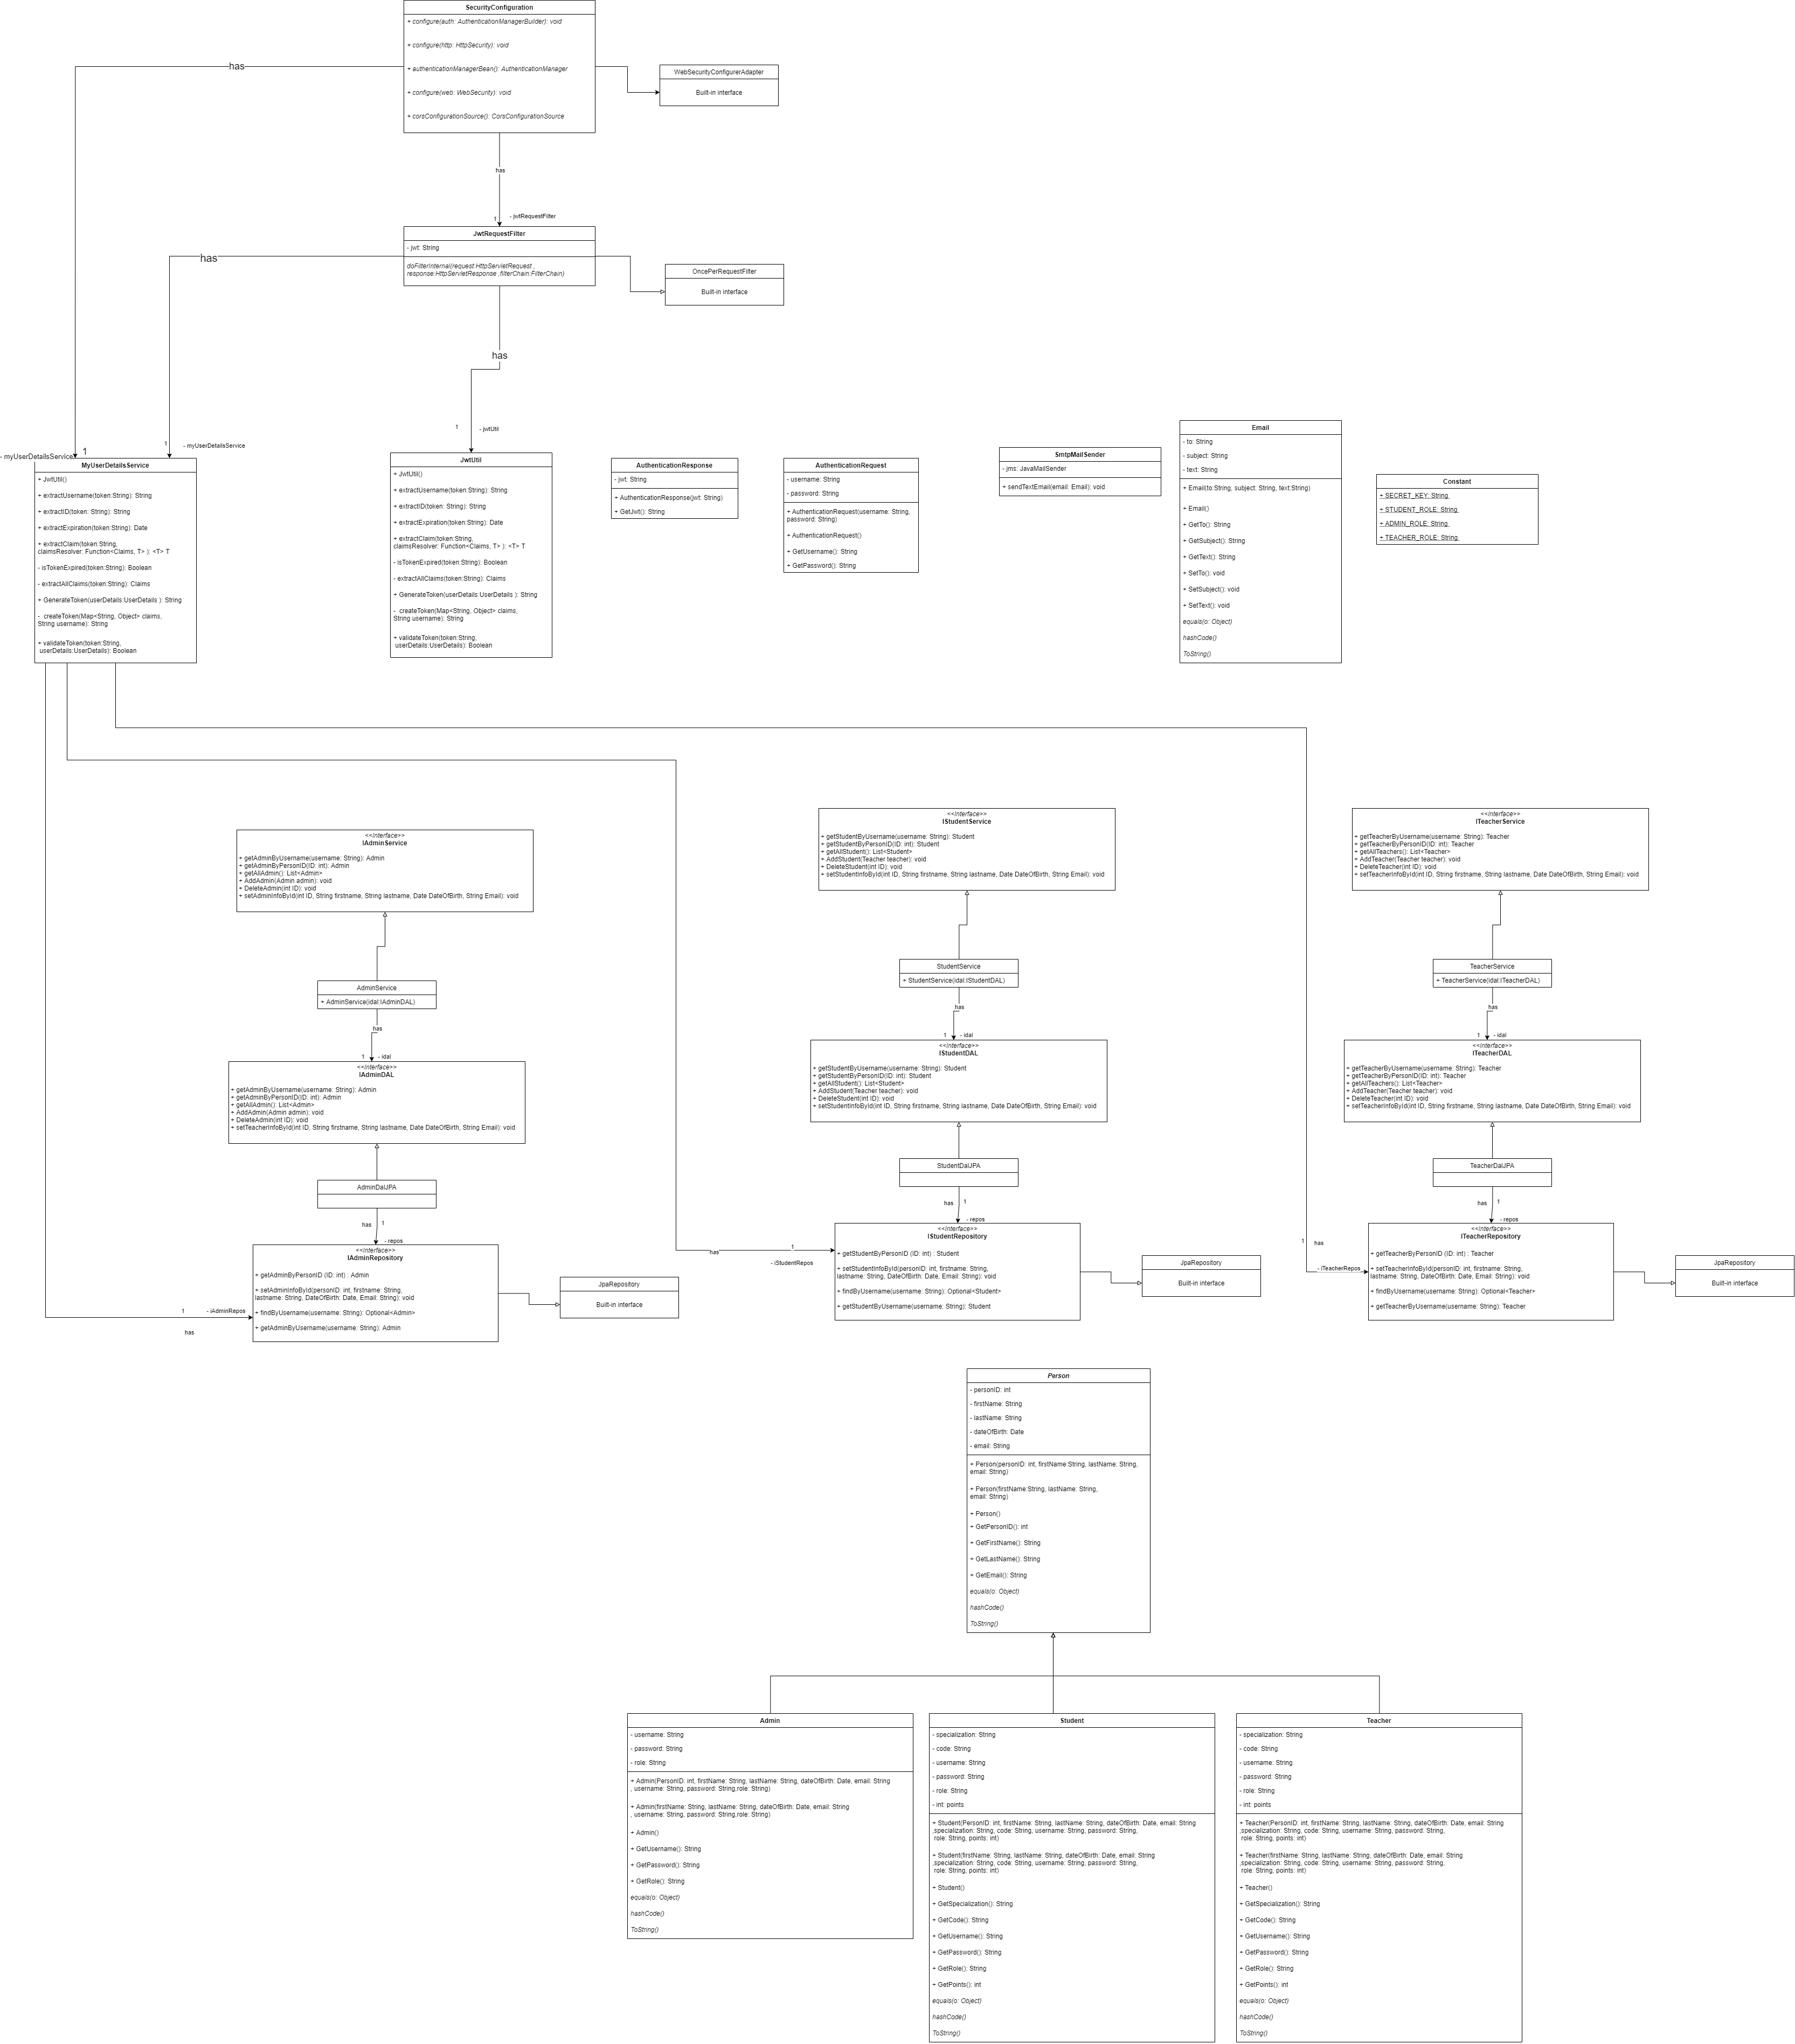 SecurityConfiguration
+ configure(auth: AuthenticationManagerBuilder): void
+ configure(http: HttpSecurity): void
+ authenticationManagerBean(): AuthenticationManager
+ configure(web: WebSecurity): void
+ corsConfigurationSource(): CorsConfigurationSource
has
WebSecurityConfigurerAdapter
Built-in interface
has
1
- jwtRequestFilter
JwtRequestFilter
- jwt: String
doFilterInternal(request:HttpServletRequest ,
response:HttpServletResponse ,filterChain:FilterChain)
has
OncePerRequestFilter
Built-in interface
has
1
- jwtUtil
1
- myUserDetailsService
- myUserDetailsService
1
MyUserDetailsService
+ JwtUtil()
+ extractUsername(token:String): String
+ extractID(token: String): String
+ extractExpiration(token:String): Date
+ extractClaim(token:String,
claimsResolver: Function<Claims, T> ): <T> T
- isTokenExpired(token:String): Boolean
- extractAllClaims(token:String): Claims
+ GenerateToken(userDetails:UserDetails ): String
- createToken(Map<String, Object> claims,
String username): String
+ validateToken(token:String,
userDetails:UserDetails): Boolean
JwtUtil
+ JwtUtil()
+ extractUsername(token:String): String
+ extractID(token: String): String
+ extractExpiration(token:String): Date
+ extractClaim(token:String,
claimsResolver: Function<Claims, T> ): <T> T
- isTokenExpired(token:String): Boolean
- extractAllClaims(token:String): Claims
+ GenerateToken(userDetails:UserDetails ): String
- createToken(Map<String, Object> claims,
String username): String
+ validateToken(token:String,
userDetails:UserDetails): Boolean
AuthenticationResponse
- jwt: String
+ AuthenticationResponse(jwt: String)
+ GetJwt(): String
AuthenticationRequest
- username: String
- password: String
+ AuthenticationRequest(username: String,
password: String)
+ AuthenticationRequest()
+ GetUsername(): String
+ GetPassword(): String
SmtpMailSender
- jms: JavaMailSender
+ sendTextEmail(email: Email): void
Email
- to: String
- subject: String
- text: String
+ Email(to:String, subject: String, text:String)
+ Email()
+ GetTo(): String
+ GetSubject(): String
+ GetText(): String
+ SetTo(): void
+ SetSubject(): void
+ SetText(): void
equals(o: Object)
hashCode()
ToString()
Constant
+ SECRET_KEY: String
+ STUDENT_ROLE: String
+ ADMIN_ROLE: String
+ TEACHER_ROLE: String
<<Interface>>
IAdminService
+ getAdminByUsername(username: String): Admin
+ getAdminByPersonID(ID: int): Admin
+ getAllAdmin(): List<Admin>
+ AddAdmin(Admin admin): void
+ DeleteAdmin(int ID): void
+ setAdminInfoById(int ID, String firstname, String lastname, Date DateOfBirth, String Email): void
AdminService
+ AdminService(idal:IAdminDAL)
has
1
- idal
<<Interface>>
IAdminDAL
+ getAdminByUsername(username: String): Admin
+ getAdminByPersonID(ID: int): Admin
+ getAllAdmin(): List<Admin>
+ AddAdmin(Admin admin): void
+ DeleteAdmin(int ID): void
+ setTeacherInfoById(int ID, String firstname, String lastname, Date DateOfBirth, String Email): void
AdminDalJPA
has
1
- repos
<<Interface>>
IAdminRepository
+ getAdminByPersonID (ID: int) : Admin
+ setAdminInfoById(personID: int, firstname: String,
lastname: String, DateOfBirth: Date, Email: String): void
+ findByUsername(username: String): Optional<Admin>
+ getAdminByUsername(username: String): Admin
1
- iAdminRepos
has
JpaRepository
Built-in interface
<<Interface>>
IStudentService
+ getStudentByUsername(username: String): Student
+ getStudentByPersonID(ID: int): Student
+ getAllStudent(): List<Student>
+ AddStudent(Teacher teacher): void
+ DeleteStudent(int ID): void
+ setStudentInfoById(int ID, String firstname, String lastname, Date DateOfBirth, String Email): void
StudentService
+ StudentService(idal:IStudentDAL)
has
1
- idal
<<Interface>>
IStudentDAL
+ getStudentByUsername(username: String): Student
+ getStudentByPersonID(ID: int): Student
+ getAllStudent(): List<Student>
+ AddStudent(Teacher teacher): void
+ DeleteStudent(int ID): void
+ setStudentInfoById(int ID, String firstname, String lastname, Date DateOfBirth, String Email): void
StudentDalJPA
has
1
- repos
<<Interface>>
IStudentRepository
+ getStudentByPersonID (ID: int) : Student
+ setStudentInfoById(personID: int, firstname: String,
lastname: String, DateOfBirth: Date, Email: String): void
+ findByUsername(username: String): Optional<Student>
+ getStudentByUsername(username: String): Student
has
1
- iStudentRepos
JpaRepository
Built-in interface
<<Interface>>
ITeacherService
+ getTeacherByUsername(username: String): Teacher
+ getTeacherByPersonID(ID: int): Teacher
+ getAllTeachers(): List<Teacher>
+ AddTeacher(Teacher teacher): void
+ DeleteTeacher(int ID): void
+ setTeacherInfoById(int ID, String firstname, String lastname, Date DateOfBirth, String Email): void
TeacherService
+ TeacherService(idal:ITeacherDAL)
has
1
- idal
<<Interface>>
ITeacherDAL
+ getTeacherByUsername(username: String): Teacher
+ getTeacherByPersonID(ID: int): Teacher
+ getAllTeachers(): List<Teacher>
+ AddTeacher(Teacher teacher): void
+ DeleteTeacher(int ID): void
+ setTeacherInfoById(int ID, String firstname, String lastname, Date DateOfBirth, String Email): void
TeacherDalJPA
has
1
- repos
<<Interface>>
ITeacherRepository
+ getTeacherByPersonID (ID: int) : Teacher
+ setTeacherInfoById(personID: int, firstname: String,
lastname: String, DateOfBirth: Date, Email: String): void
+ findByUsername(username: String): Optional<Teacher>
+ getTeacherByUsername(username: String): Teacher
1
has
- iTeacherRepos
JpaRepository
Built-in interface
Person
- personID: int
- firstName: String
- lastName: String
- dateOfBirth: Date
- email: String
+ Person(personID: int, firstName:String, lastName: String,
email: String)
+ Person(firstName:String, lastName: String,
email: String)
+ Person()
+ GetPersonID(): int
+ GetFirstName(): String
+ GetLastName(): String
+ GetEmail(): String
equals(o: Object)
hashCode()
ToString()
Admin
- username: String
- password: String
- role: String
+ Admin(PersonID: int, firstName: String, lastName: String, dateOfBirth: Date, email: String
, username: String, password: String,role: String)
+ Admin(firstName: String, lastName: String, dateOfBirth: Date, email: String
, username: String, password: String,role: String)
+ Admin()
+ GetUsername(): String
+ GetPassword(): String
+ GetRole(): String
equals(o: Object)
hashCode()
ToString()
Student
- specialization: String
- code: String
- username: String
- password: String
- role: String
- int: points
+ Student(PersonID: int, firstName: String, lastName: String, dateOfBirth: Date, email: String
,specialization: String, code: String, username: String, password: String,
role: String, points: int)
+ Student(firstName: String, lastName: String, dateOfBirth: Date, email: String
,specialization: String, code: String, username: String, password: String,
role: String, points: int)
+ Student()
+ GetSpecialization(): String
+ GetCode(): String
+ GetUsername(): String
+ GetPassword(): String
+ GetRole(): String
+ GetPoints(): int
equals(o: Object)
hashCode()
ToString()
Teacher
- specialization: String
- code: String
- username: String
- password: String
- role: String
- int: points
+ Teacher(PersonID: int, firstName: String, lastName: String, dateOfBirth: Date, email: String
,specialization: String, code: String, username: String, password: String,
role: String, points: int)
+ Teacher(firstName: String, lastName: String, dateOfBirth: Date, email: String
,specialization: String, code: String, username: String, password: String,
role: String, points: int)
+ Teacher()
+ GetSpecialization(): String
+ GetCode(): String
+ GetUsername(): String
+ GetPassword(): String
+ GetRole(): String
+ GetPoints(): int
equals(o: Object)
hashCode()
ToString()